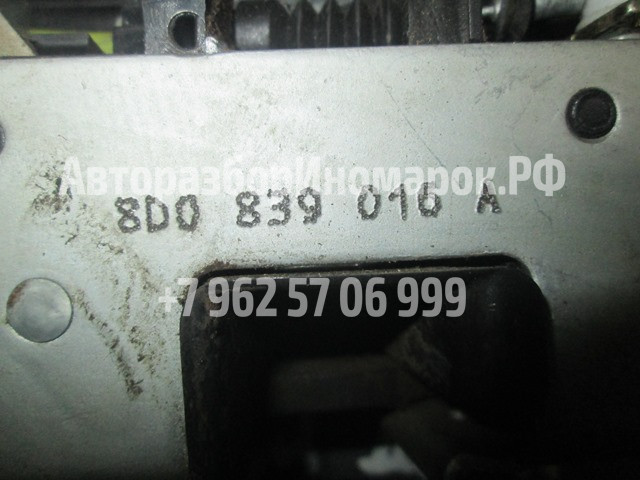 АвторазборИномарок.РФ
8D0 839 016 A
+7 962 57 06 999